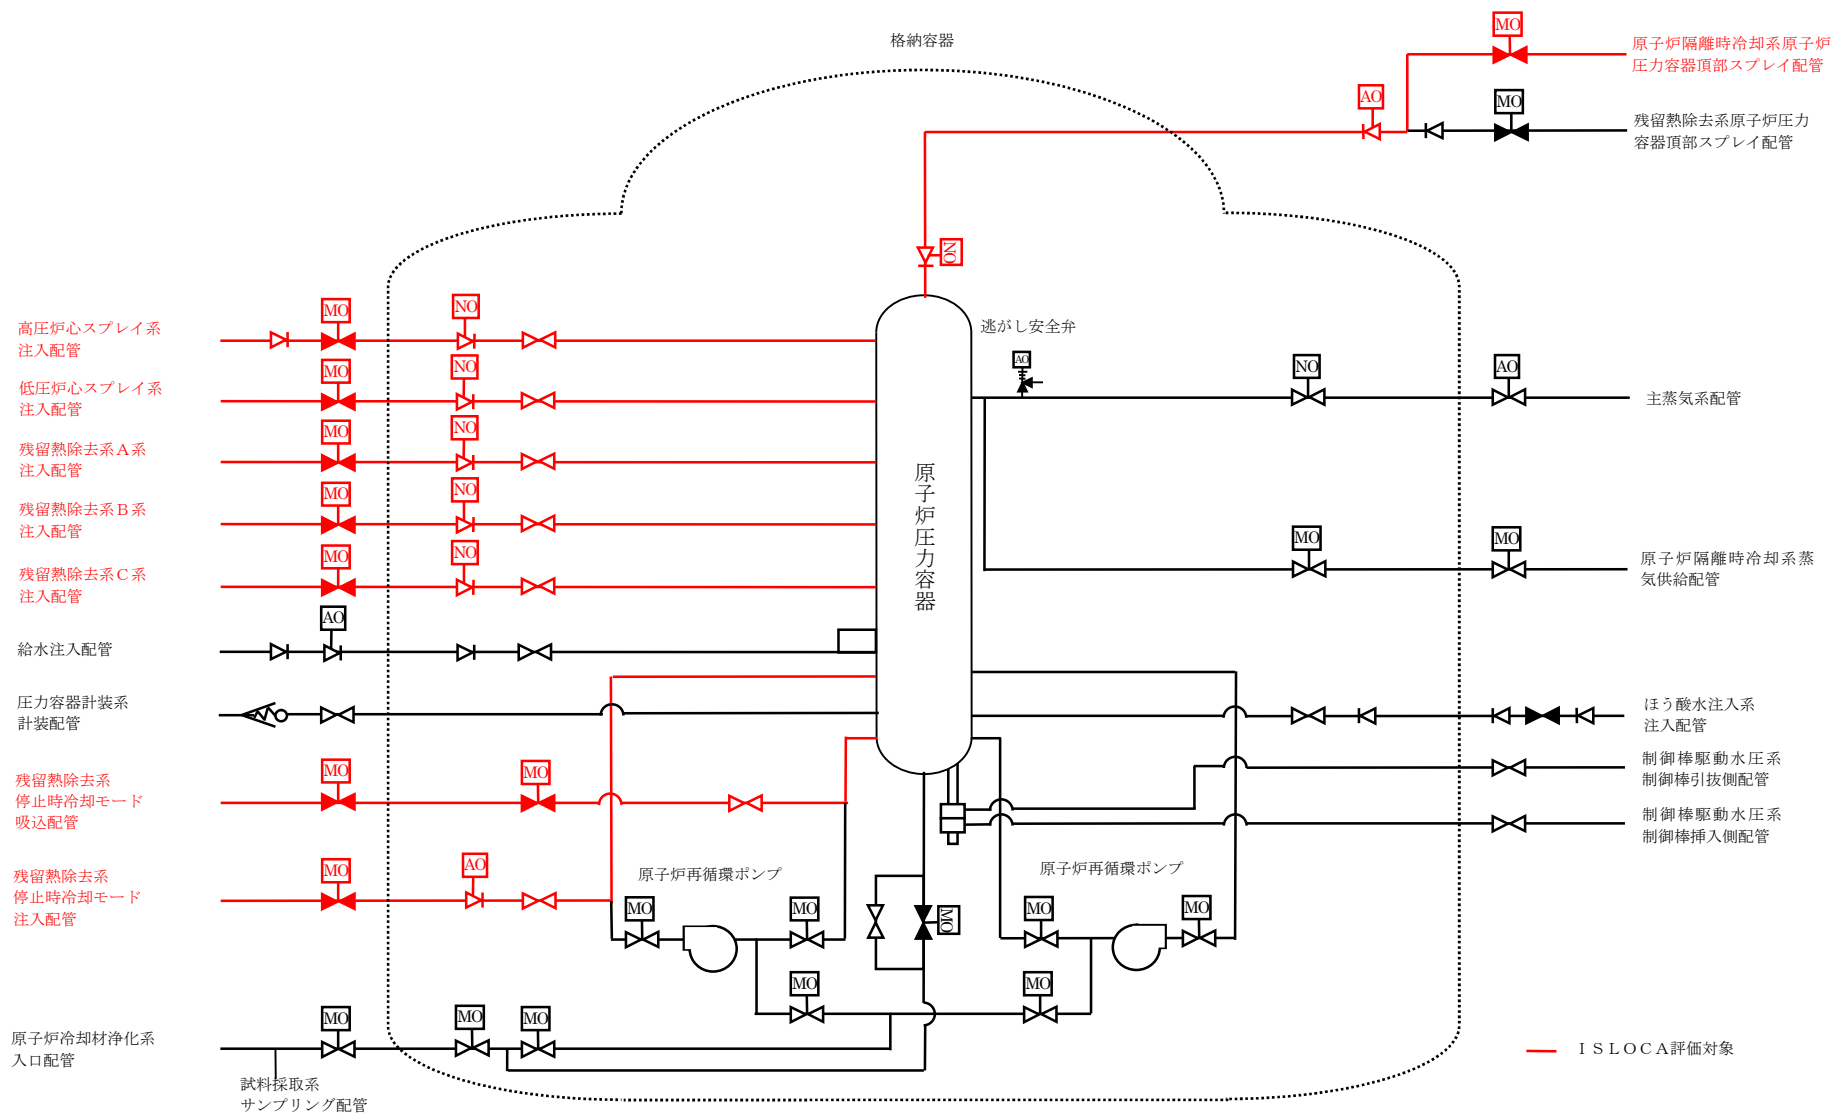 格納容器
MO
原子炉隔離時冷却系原子炉
圧力容器頂部スプレイ配管
AO
MO
残留熱除去系原子炉圧力
容器頂部スプレイ配管
NO
高圧炉心スプレイ系
注入配管
MO
NO
逃がし安全弁
AO
低圧炉心スプレイ系
注入配管
MO
NO
NO
AO
主蒸気系配管
残留熱除去系A系
注入配管
MO
NO
原子炉圧力容器
残留熱除去系B系
注入配管
MO
NO
残留熱除去系C系
注入配管
MO
NO
MO
MO
原子炉隔離時冷却系蒸
気供給配管
給水注入配管
AO
圧力容器計装系
計装配管
ほう酸水注入系
注入配管
制御棒駆動水圧系
制御棒引抜側配管
残留熱除去系
停止時冷却モード
吸込配管
MO
MO
制御棒駆動水圧系
制御棒挿入側配管
残留熱除去系
停止時冷却モード
注入配管
MO
AO
原子炉再循環ポンプ
原子炉再循環ポンプ
MO
MO
MO
MO
MO
MO
MO
原子炉冷却材浄化系
入口配管
MO
MO
MO
試料採取系
サンプリング配管
ISLOCA評価対象